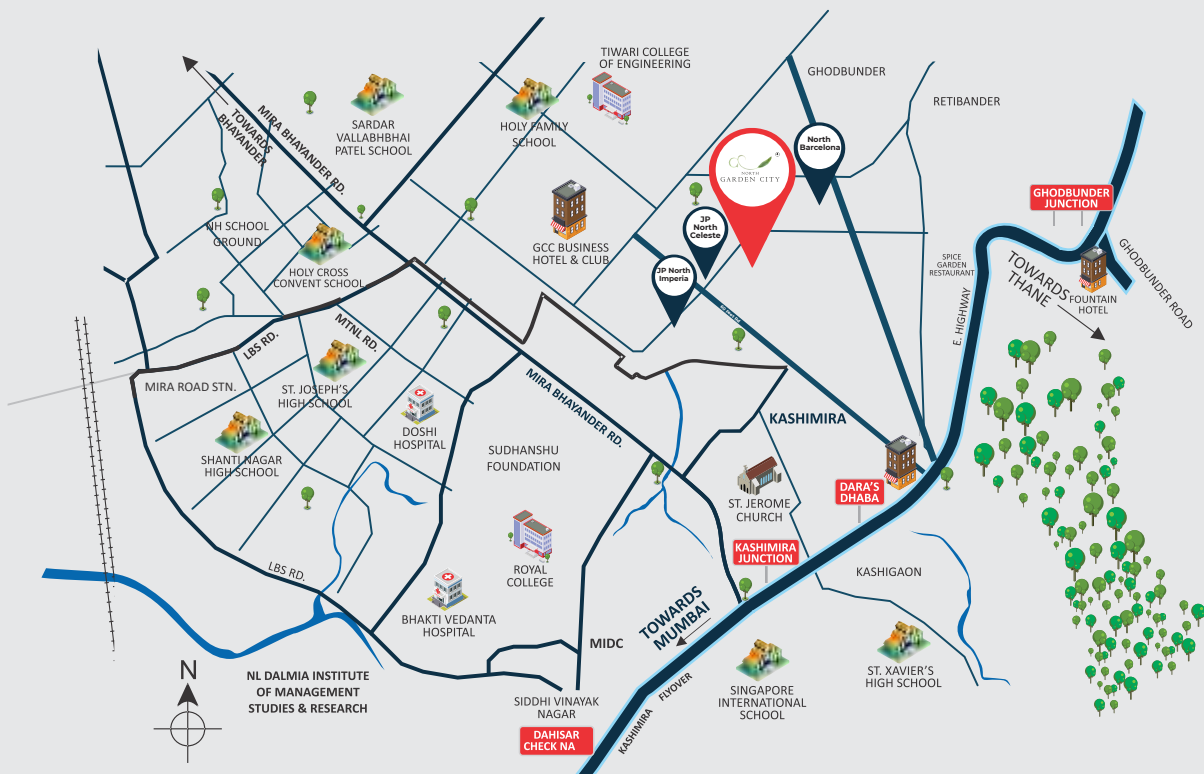 TIWARI COLLEGE
OF ENGINEERING
GHODBUNDER
RETIBANDER
TOWARDS
BHAYANDER
MIRA BHAYANDER RD.
SARDAR
VALLABHBHAI
PATEL SCHOOL
HOLY FAMILY
SCHOOL
North
Barcelona
NORTH
GARDEN CITY
GHODBUNDER
JUNCTION
NH SCHOOL
GROUND
GCC BUSINESS
HOTEL & CLUB
JP
North
Celeste
JP North
Imperia
HOLY CROSS
CONVENT SCHOOL
SPICE
GARDEN
RESTAURANT
TOWARDS
THANE
GHODBUNDER ROAD
FOUNTAIN
HOTEL
E. HIGHWAY
LBS RD.
MTNL RD.
MIRA ROAD STN.
ST. JOSEPH'S
HIGH SCHOOL
MIRA BHAYANDER RD.
KASHIMIRA
DOSHI
HOSPITAL
SHANTI NAGAR
HIGH SCHOOL
SUDHANSHU
FOUNDATION
DARA'S
DHABA
ST. JEROME
CHURCH
KASHIMIRA
JUNCTION
LBS RD.
ROYAL
COLLEGE
KASHIGAON
BHAKTI VEDANTA
HOSPITAL
TOWARDS
MUMBAI
MIDC
N
NL DALMIA INSTITUTE
OF MANAGEMENT
STUDIES & RESEARCH
ST. XAVIER'S
HIGH SCHOOL
SINGAPORE
INTERNATIONAL
SCHOOL
SIDDHI VINAYAK
NAGAR
KASHIMIRA FLYOVER
DAHISAR
CHECK NA